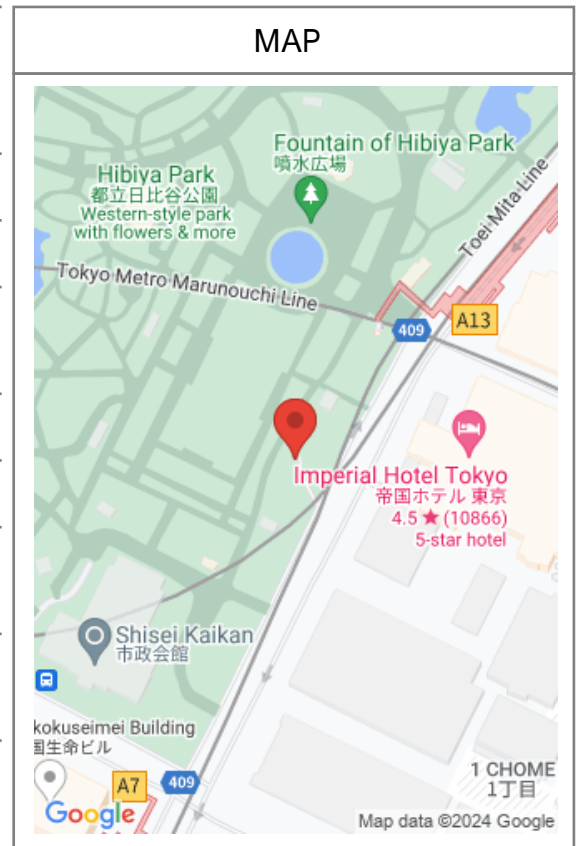 MAP
Fountain of Hibiya Park
噴水広場
Hibiya Park
都立日比谷公園
Western-style park
with flowers & more
Toei Mita Line
Tokyo Metro Marunouchi Line
A13
409
Imperial Hotel Tokyo
帝国ホテル 東京
4.5 ★ (10866)
5-star hotel
Shisei Kaikan
市政会館
kokuseimei Building
国生命ビル
1 CHOME
1丁目
A7
409
Google
Map data ©2024 Google